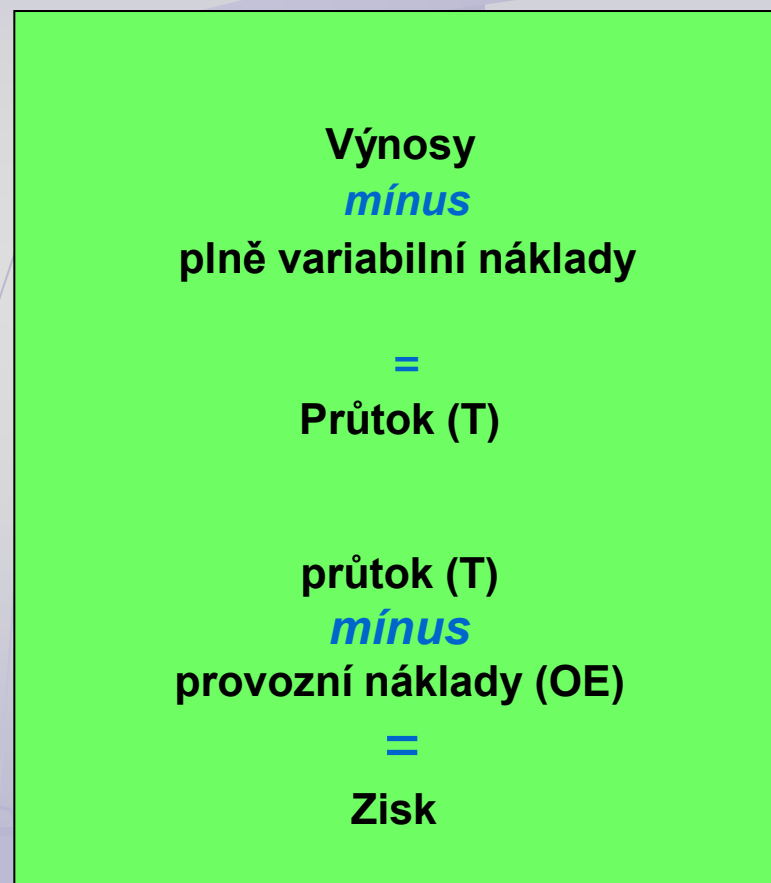 Výnosy
mínus
plně variabilní náklady
=
Průtok (T)
průtok (T)
mínus
provozní náklady (OE)
=
Zisk